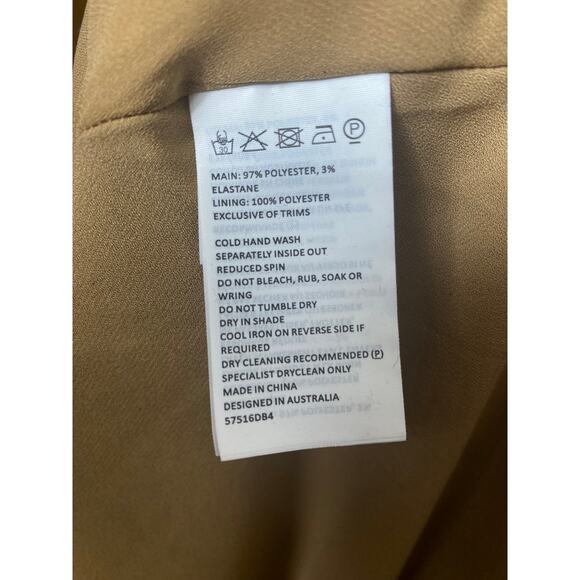 30 P
MAIN: 97% POLYESTER, 3%
ELASTANE
LINING: 100% POLYESTER
EXCLUSIVE OF TRIMS
COLD HAND WASH
SEPARATELY INSIDE OUT
REDUCED SPIN
DO NOT BLEACH, RUB, SOAK OR
WRING
DO NOT TUMBLE DRY
DRY IN SHADE
COOL IRON ON REVERSE SIDE IF
REQUIRED
DRY CLEANING RECOMMENDED (P)
SPECIALIST DRYCLEAN ONLY
MADE IN CHINA
DESIGNED IN AUSTRALIA
57516DB4